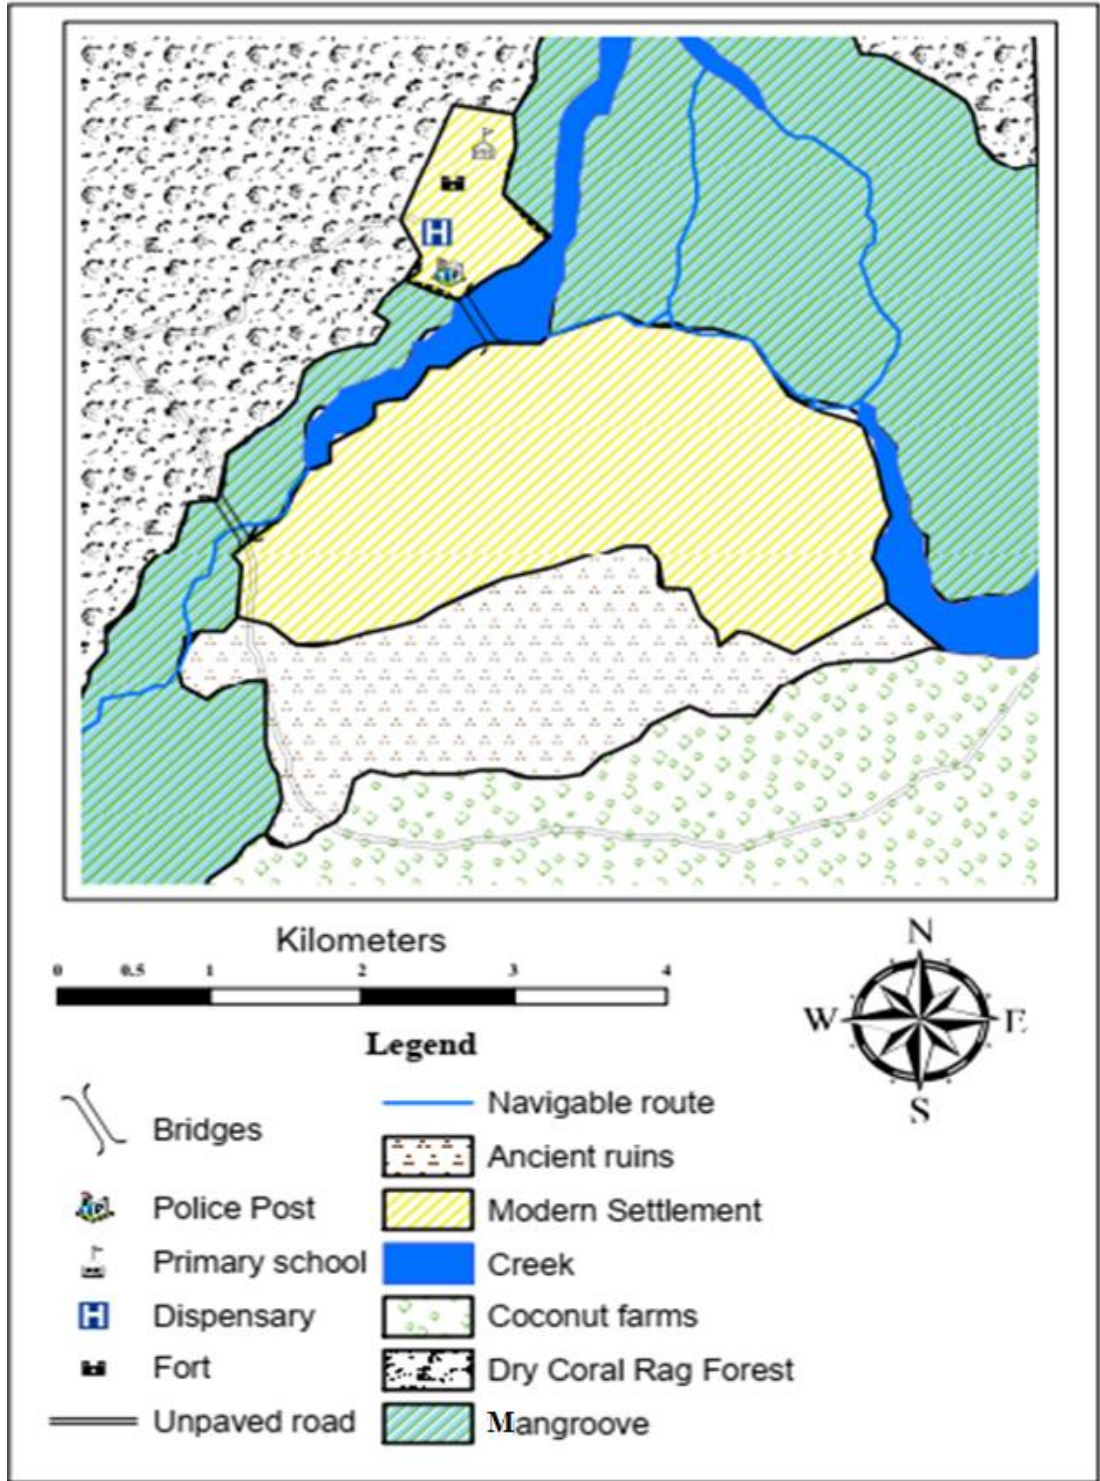 Kilometers
0 0.5 1 2 3 4
N
W E
S
Legend
Bridges
Police Post
Primary school
Dispensary
Fort
Unpaved road
Navigable route
Ancient ruins
Modern Settlement
Creek
Coconut farms
Dry Coral Rag Forest
Mangroove
H
H